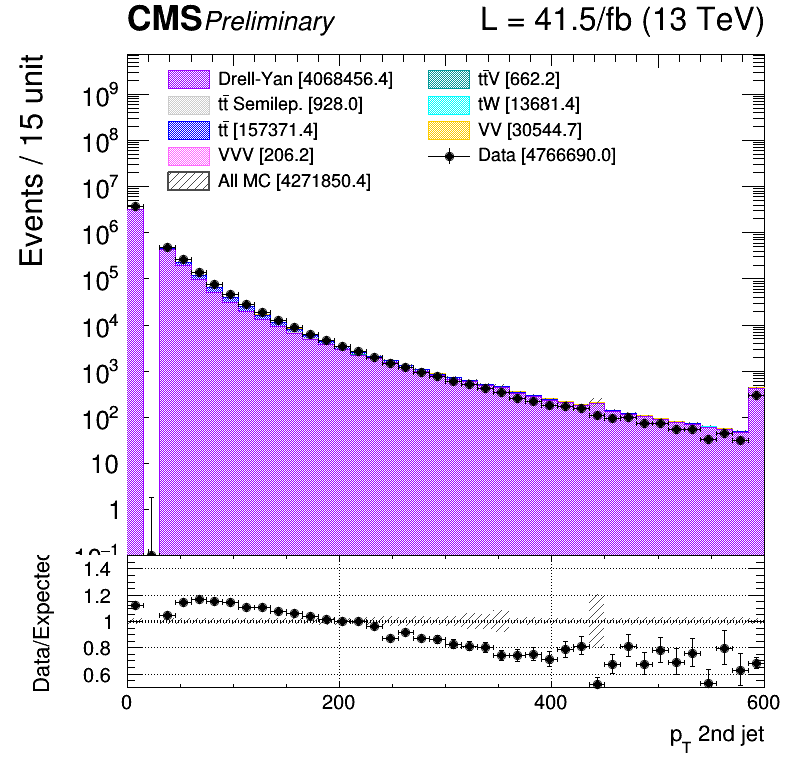 CMS Preliminary L = 41.5/fb (13 TeV)
Events / 15 unit
Drell-Yan [4068456.4]
tt̄ Semilep. [928.0]
tt̄ [157371.4]
VVV [206.2]
All MC [4271850.4]
tt̄V [662.2]
tW [13681.4]
VV [30544.7]
Data [4766690.0]
10⁹
10⁸
10⁷
10⁶
10⁵
10⁴
10³
10²
10
1
10⁻¹
Data/Expected
1.4
1.2
1
0.8
0.6
0 200 400 600
p_T 2nd jet